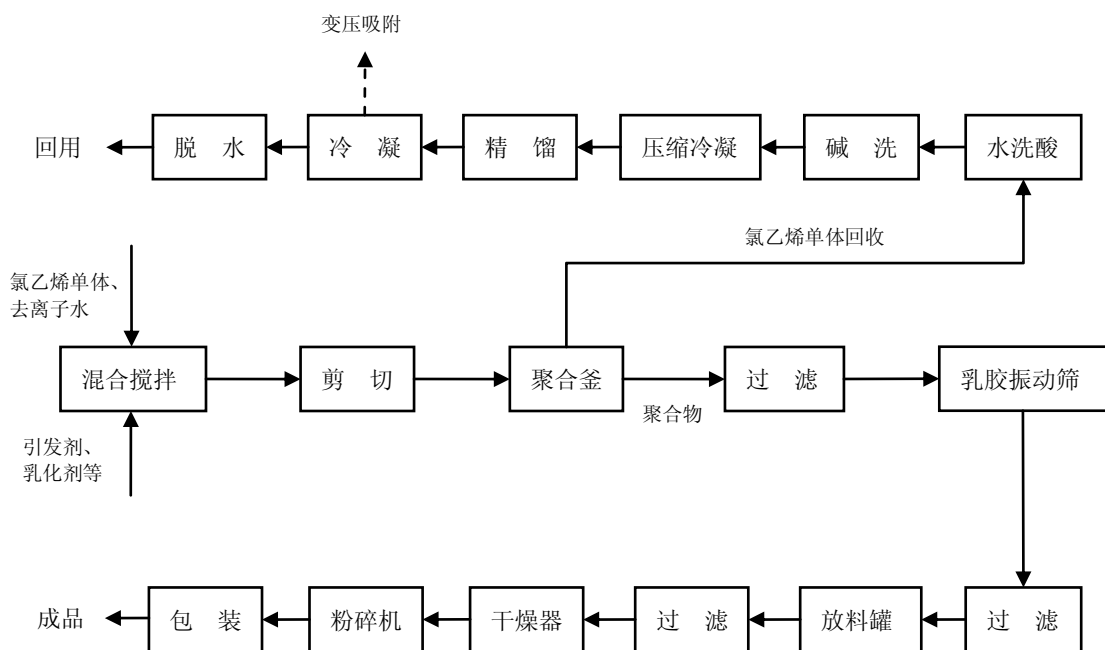 变压吸附
回用
脱 水
冷 凝
精 馏
压缩冷凝
碱 洗
水洗酸
氯乙烯单体回收
氯乙烯单体、
去离子水
混合搅拌
剪 切
聚合釜
过 滤
乳胶振动筛
聚合物
引发剂、
乳化剂等
成品
包 装
粉碎机
干燥器
过 滤
放料罐
过 滤